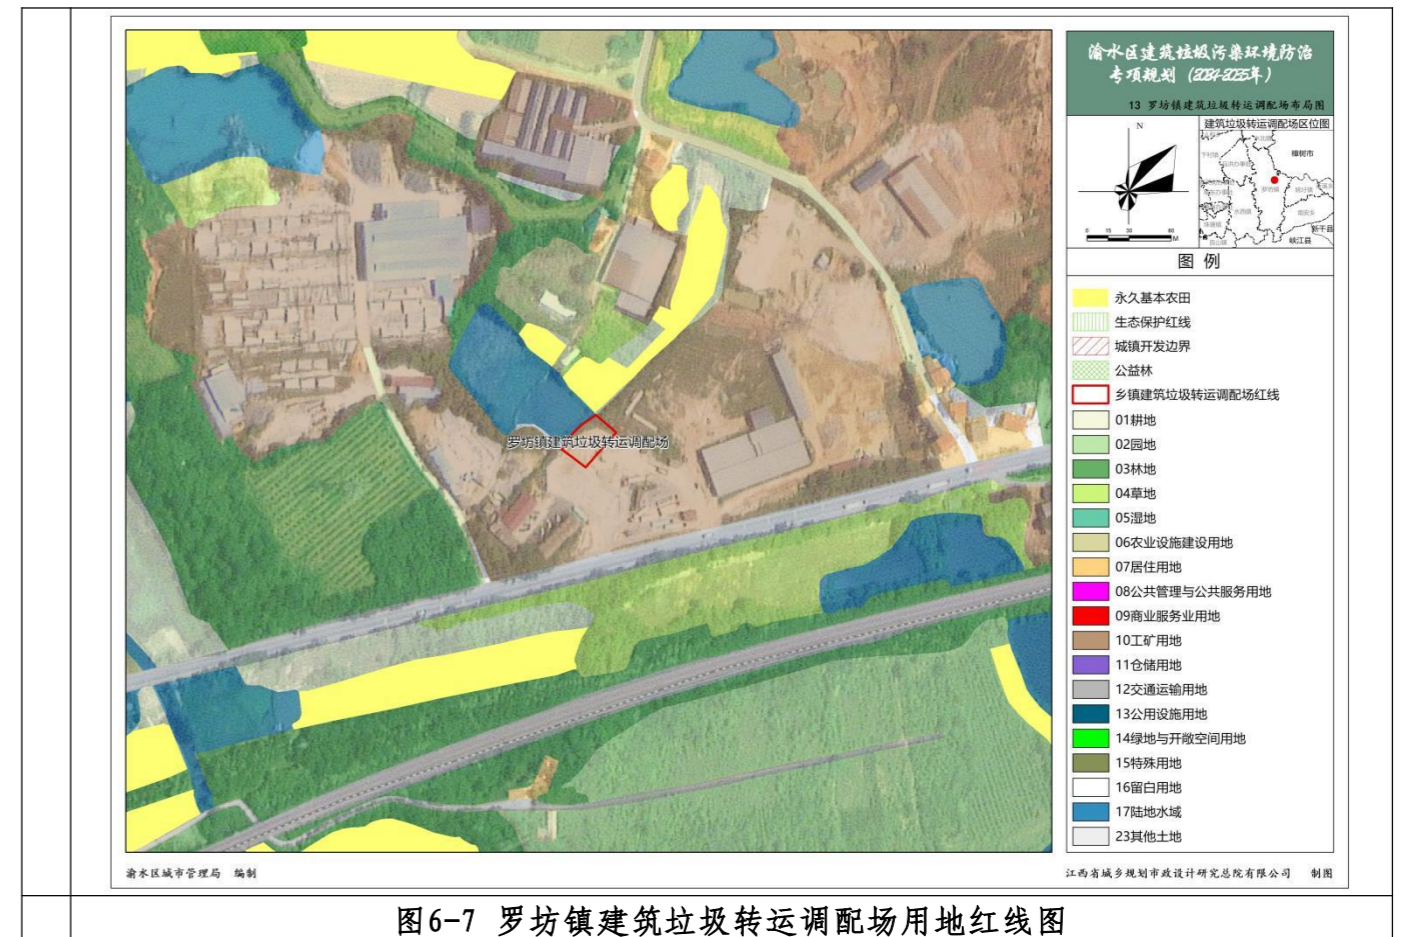 渝水区建筑垃圾污染环境防治
专项规划（2024-2035年）
13 罗坊镇建筑垃圾转运调配场布局图
N
0 15 30 60
M
建筑垃圾转运调配场区位图
樟树市
罗坊镇
水西镇
南安乡
新干县
峡江县
图 例
永久基本农田
生态保护红线
城镇开发边界
公益林
乡镇建筑垃圾转运调配场红线
01耕地
02园地
03林地
04草地
05湿地
06农业设施建设用地
07居住用地
08公共管理与公共服务用地
09商业服务业用地
10工矿用地
11仓储用地
12交通运输用地
13公用设施用地
14绿地与开敞空间用地
15特殊用地
16留白用地
17陆地水域
23其他土地
罗坊镇建筑垃圾转运调配场
渝水区城市管理局 编制
江西省城乡规划市政设计研究总院有限公司 制图
图6-7 罗坊镇建筑垃圾转运调配场用地红线图